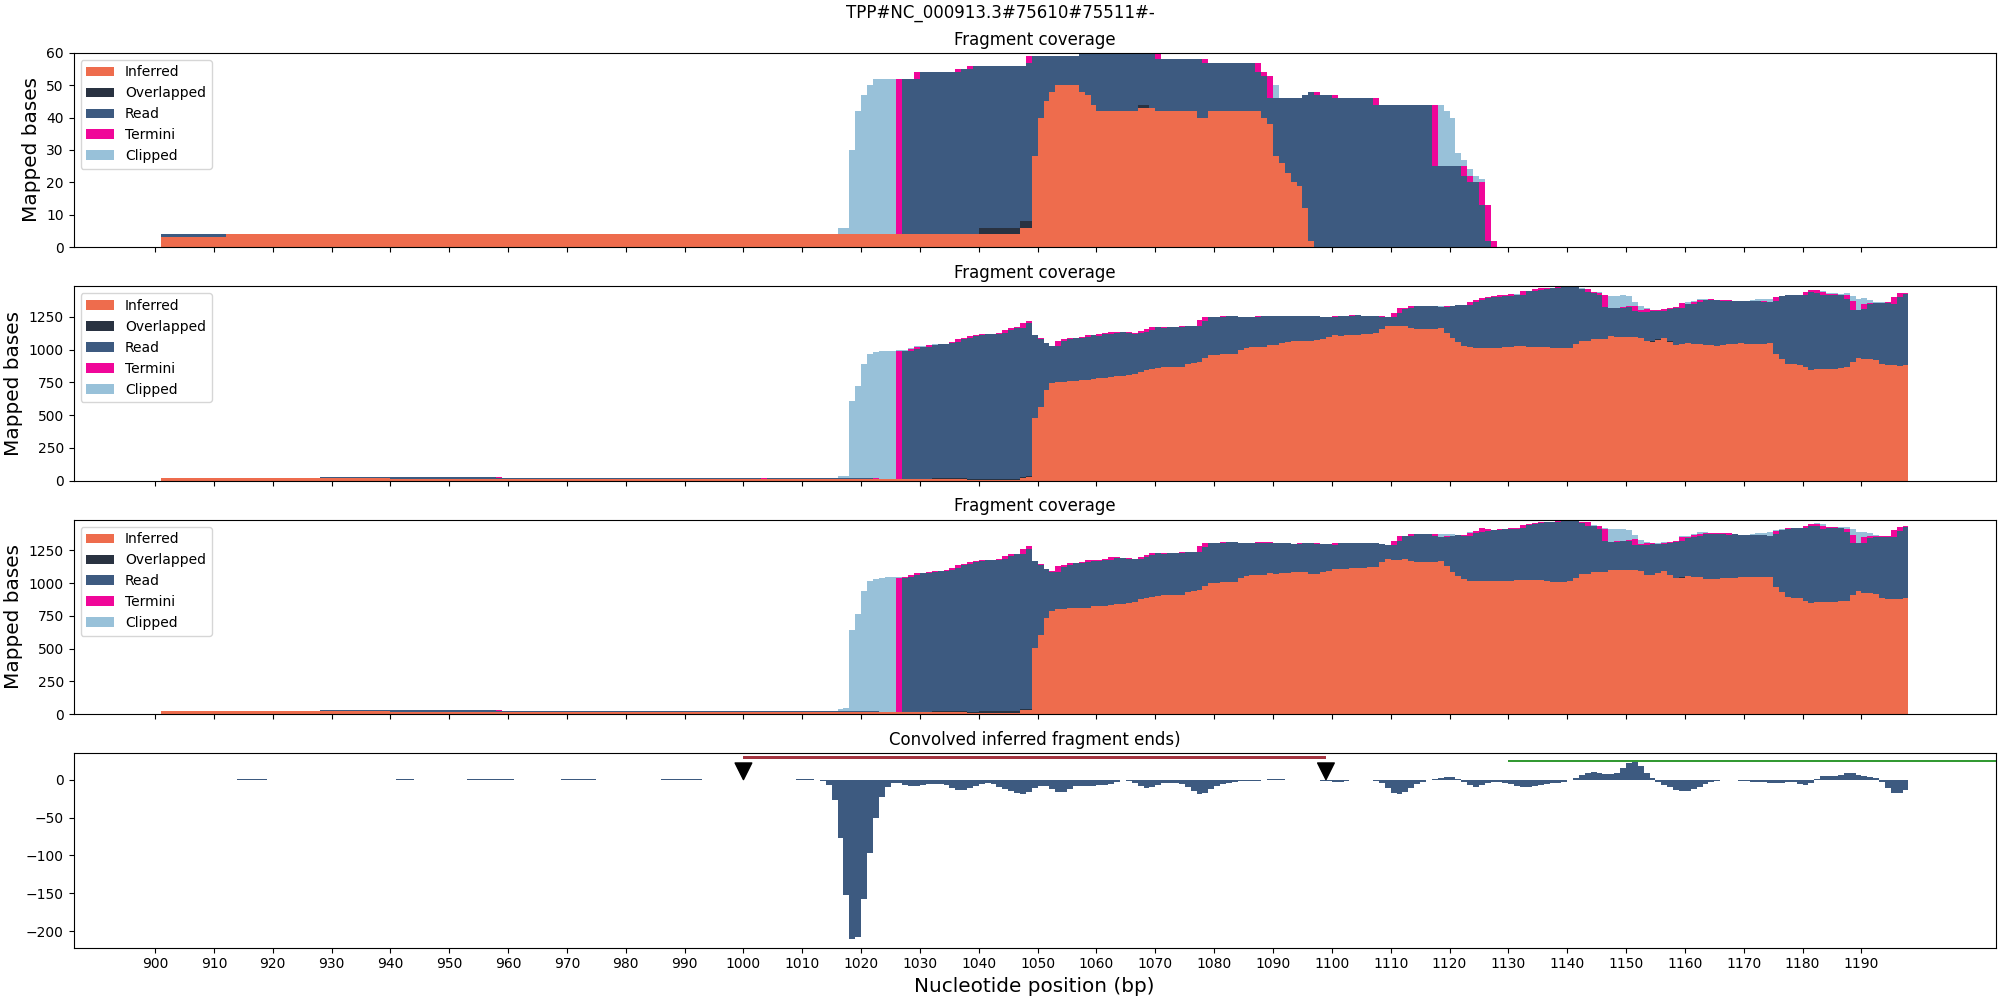 TPP#NC_000913.3#75610#75511#-
Fragment coverage
Mapped bases
60
50
40
30
20
10
0
Inferred
Overlapped
Read
Termini
Clipped
Fragment coverage
Mapped bases
1250
1000
750
500
250
0
Inferred
Overlapped
Read
Termini
Clipped
Fragment coverage
Mapped bases
1250
1000
750
500
250
0
Inferred
Overlapped
Read
Termini
Clipped
Convolved inferred fragment ends)
0
−50
−100
−150
−200
900 910 920 930 940 950 960 970 980 990 1000 1010 1020 1030 1040 1050 1060 1070 1080 1090 1100 1110 1120 1130 1140 1150 1160 1170 1180 1190
Nucleotide position (bp)